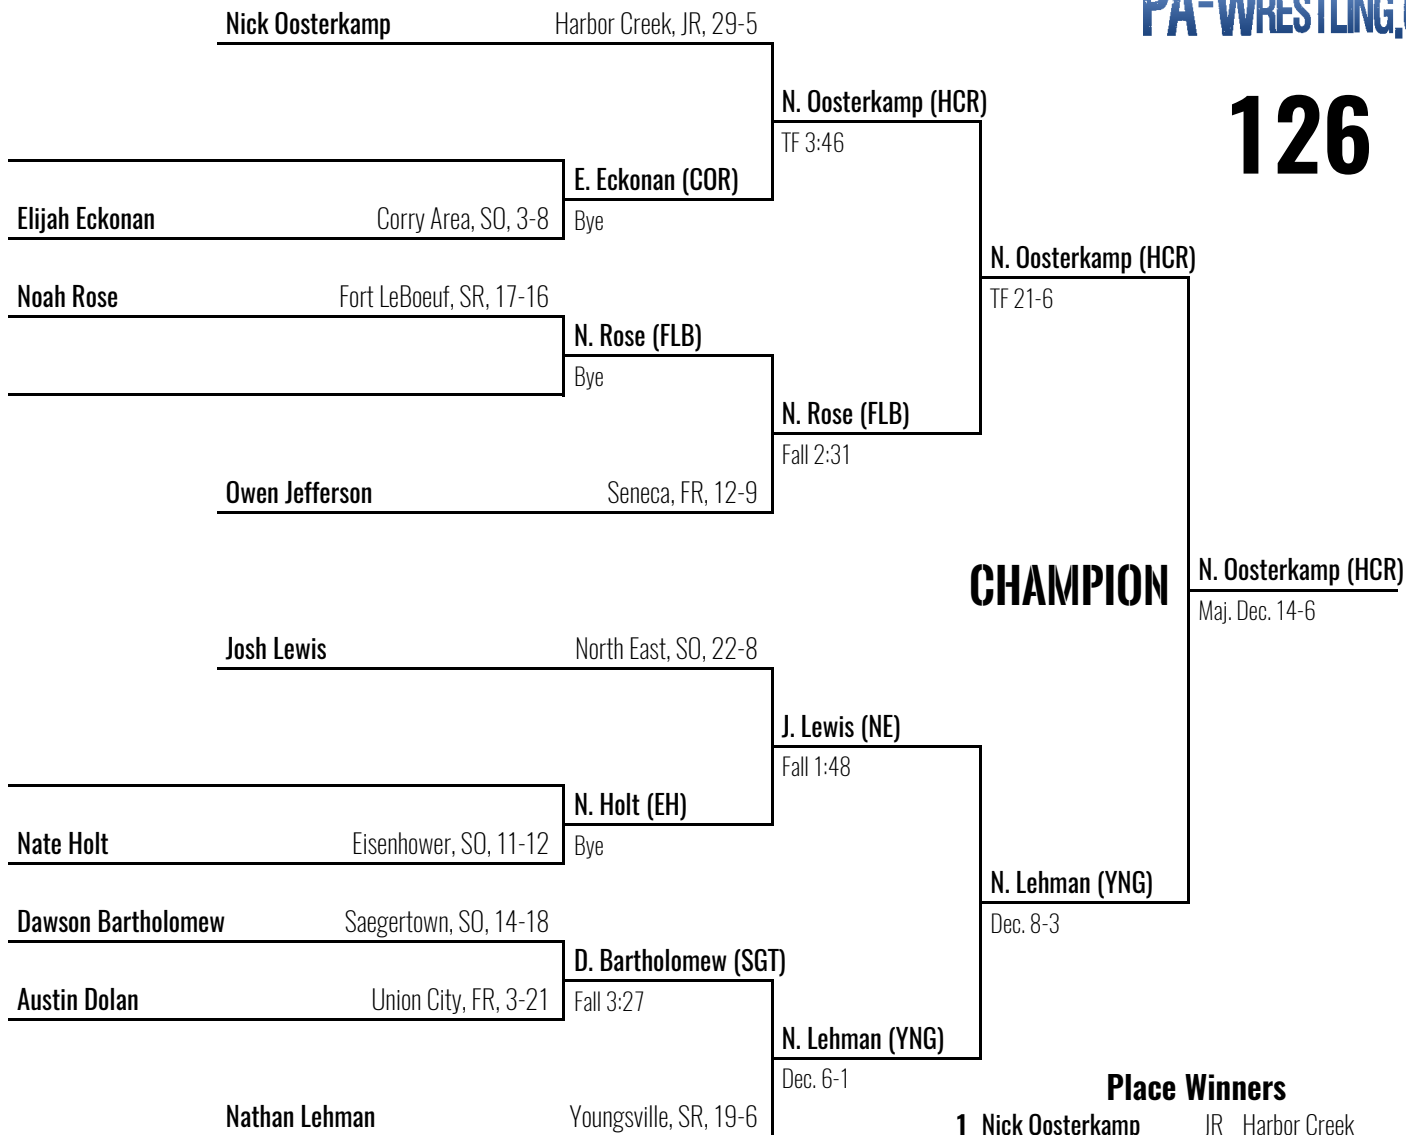 Nick Oosterkamp Harbor Creek, JR, 29-5
PA-WRESTLING.
126
N. Oosterkamp (HCR)
TF 3:46
E. Eckonan (COR)
Elijah Eckonan Corry Area, SO, 3-8
Bye
N. Oosterkamp (HCR)
TF 21-6
Noah Rose Fort LeBoeuf, SR, 17-16
N. Rose (FLB)
Bye
N. Rose (FLB)
Fall 2:31
Owen Jefferson Seneca, FR, 12-9
CHAMPION
N. Oosterkamp (HCR)
Maj. Dec. 14-6
Josh Lewis North East, SO, 22-8
J. Lewis (NE)
Fall 1:48
N. Holt (EH)
Nate Holt Eisenhower, SO, 11-12
Bye
N. Lehman (YNG)
Dec. 8-3
Dawson Bartholomew Saegertown, SO, 14-18
D. Bartholomew (SGT)
Austin Dolan Union City, FR, 3-21
Fall 3:27
N. Lehman (YNG)
Dec. 6-1
Nathan Lehman Youngsville, SR, 19-6
Place Winners
1 Nick Oosterkamp JR Harbor Creek